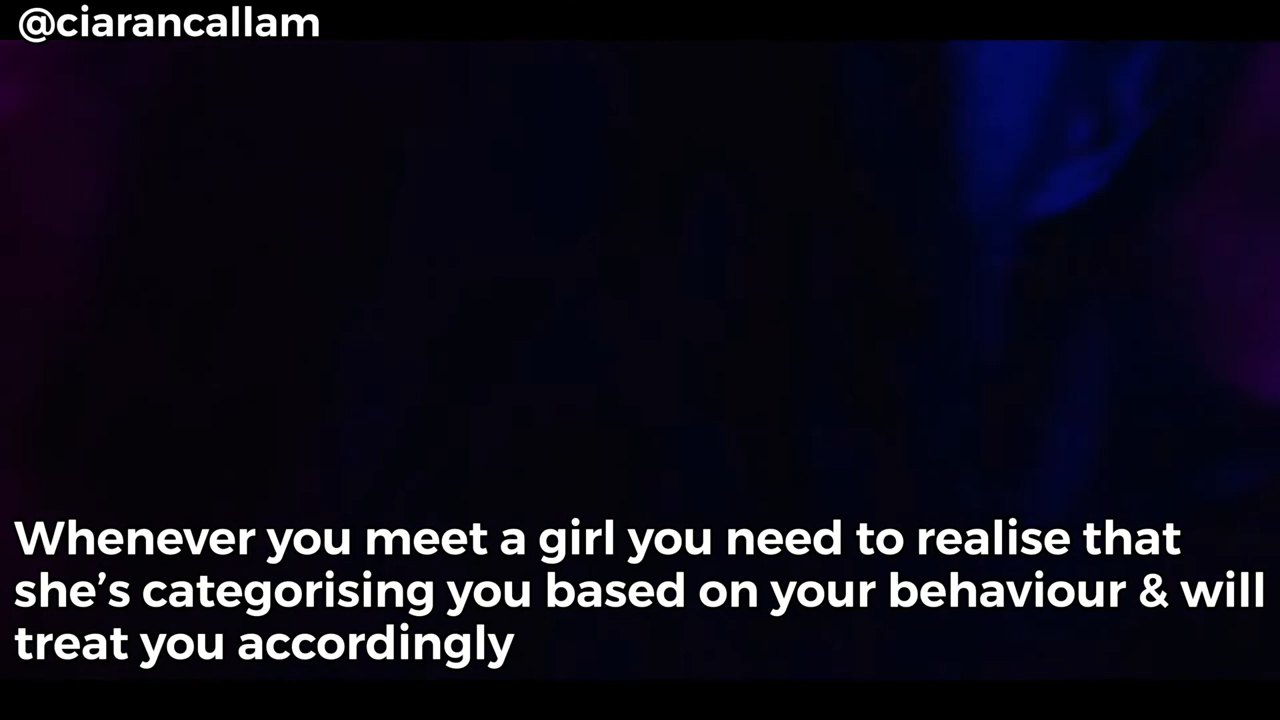 @ciarancallam
Whenever you meet a girl you need to realise that
she’s categorising you based on your behaviour & will
treat you accordingly